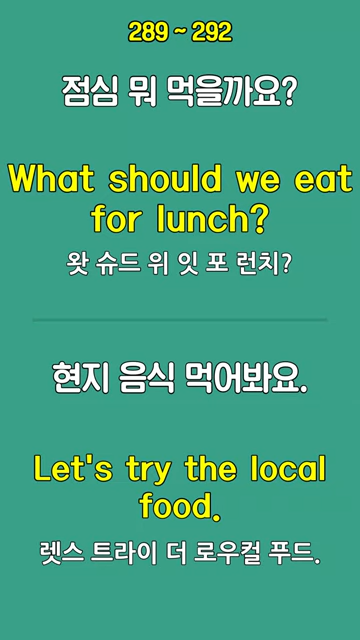 289 ~ 292
점심 뭐 먹을까요?
What should we eat
for lunch?
왓 슈드 위 잇 포 런치?
현지 음식 먹어봐요.
Let's try the local
food.
렛스 트라이 더 로우컬 푸드.